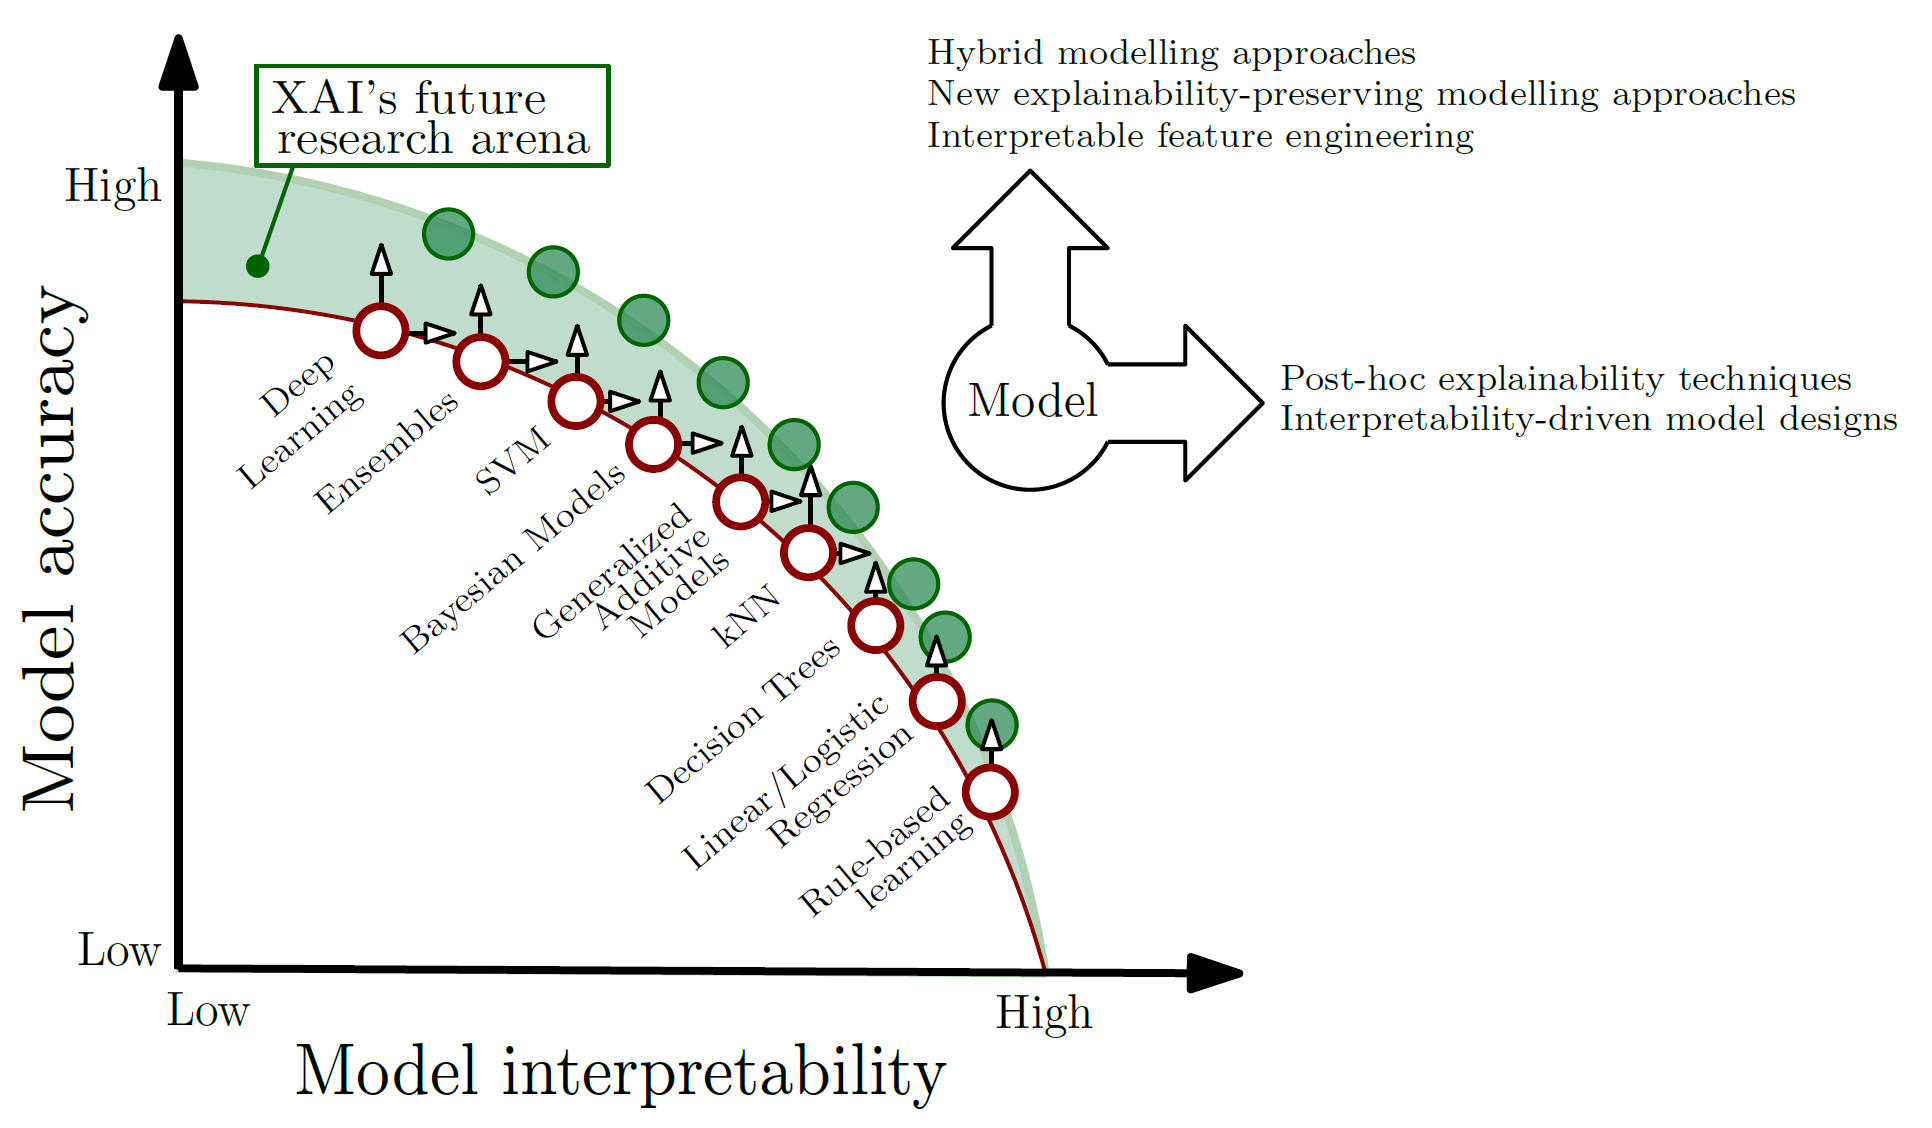 XAI's future
research arena
Hybrid modelling approaches
New explainability-preserving modelling approaches
Interpretable feature engineering
Model
Post-hoc explainability techniques
Interpretability-driven model designs
High
Model accuracy
Low
Deep
Learning
Ensembles
SVM
Bayesian Models
Generalized
Additive
Models
kNN
Decision Trees
Linear/Logistic
Regression
Rule-based
learning
Low
High
Model interpretability